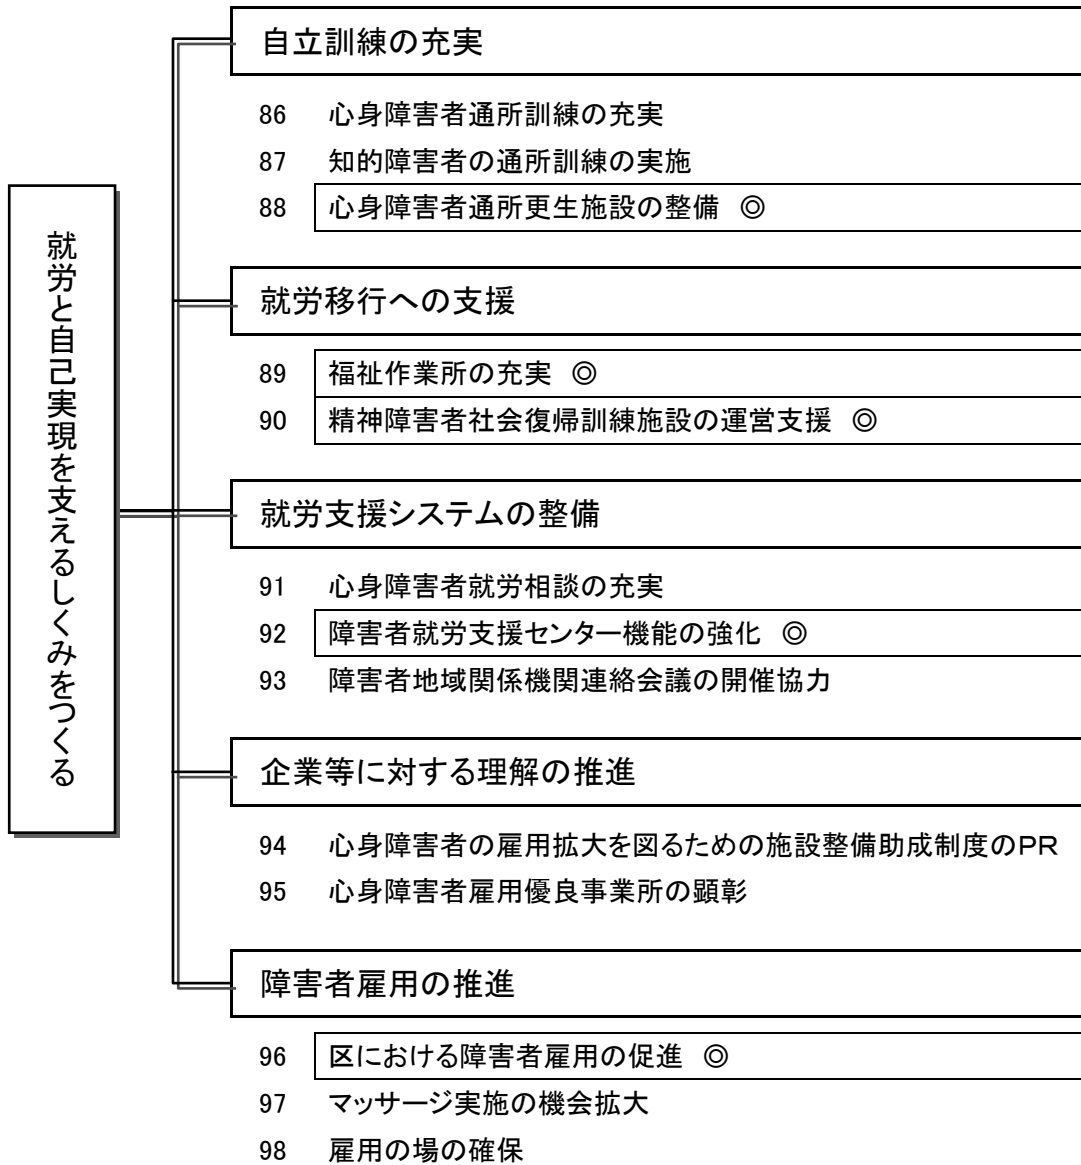 就労と自己実現を支えるしくみをつくる
自立訓練の充実
86 心身障害者通所訓練の充実
87 知的障害者の通所訓練の実施
88 心身障害者通所更生施設の整備 ◎
就労移行への支援
89 福祉作業所の充実 ◎
90 精神障害者社会復帰訓練施設の運営支援 ◎
就労支援システムの整備
91 心身障害者就労相談の充実
92 障害者就労支援センター機能の強化 ◎
93 障害者地域関係機関連絡会議の開催協力
企業等に対する理解の推進
94 心身障害者の雇用拡大を図るための施設整備助成制度のPR
95 心身障害者雇用優良事業所の顕彰
障害者雇用の推進
96 区における障害者雇用の促進 ◎
97 マッサージ実施の機会拡大
98 雇用の場の確保